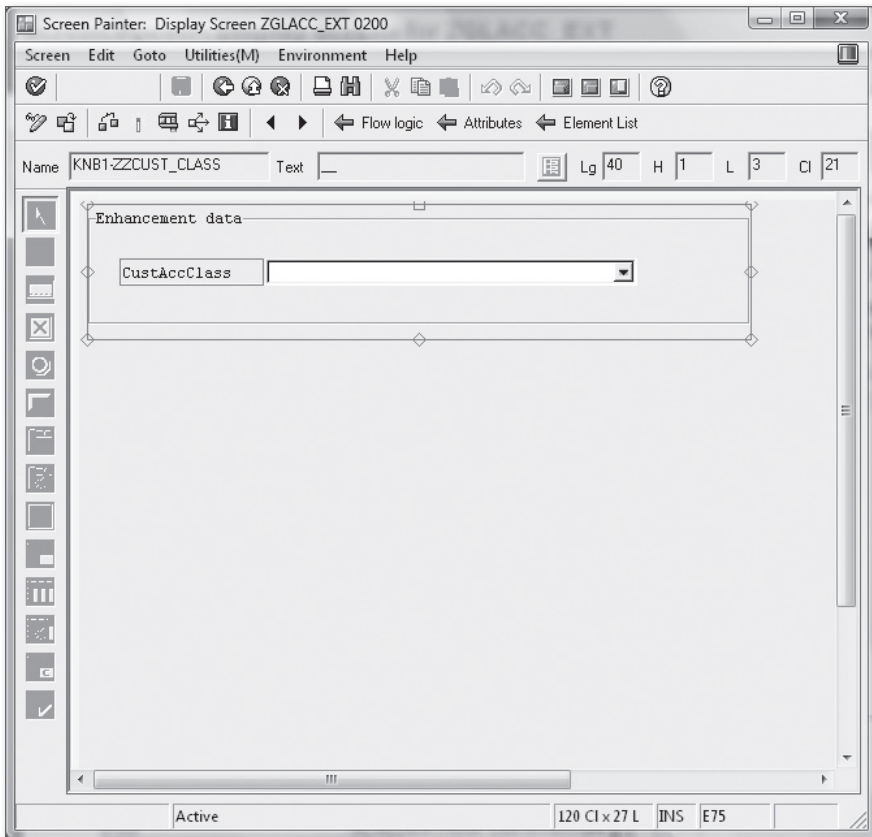 Screen Painter: Display Screen ZGLACC_EXT 0200
Screen Edit Goto Utilities(M) Environment Help
Flow logic Attributes Element List
Name KNB1-ZZCUST_CLASS Text __ Lg 40 H 1 L 3 Cl 21
Enhancement data
CustAccClass
Active 120 Cl x 27 L INS E75